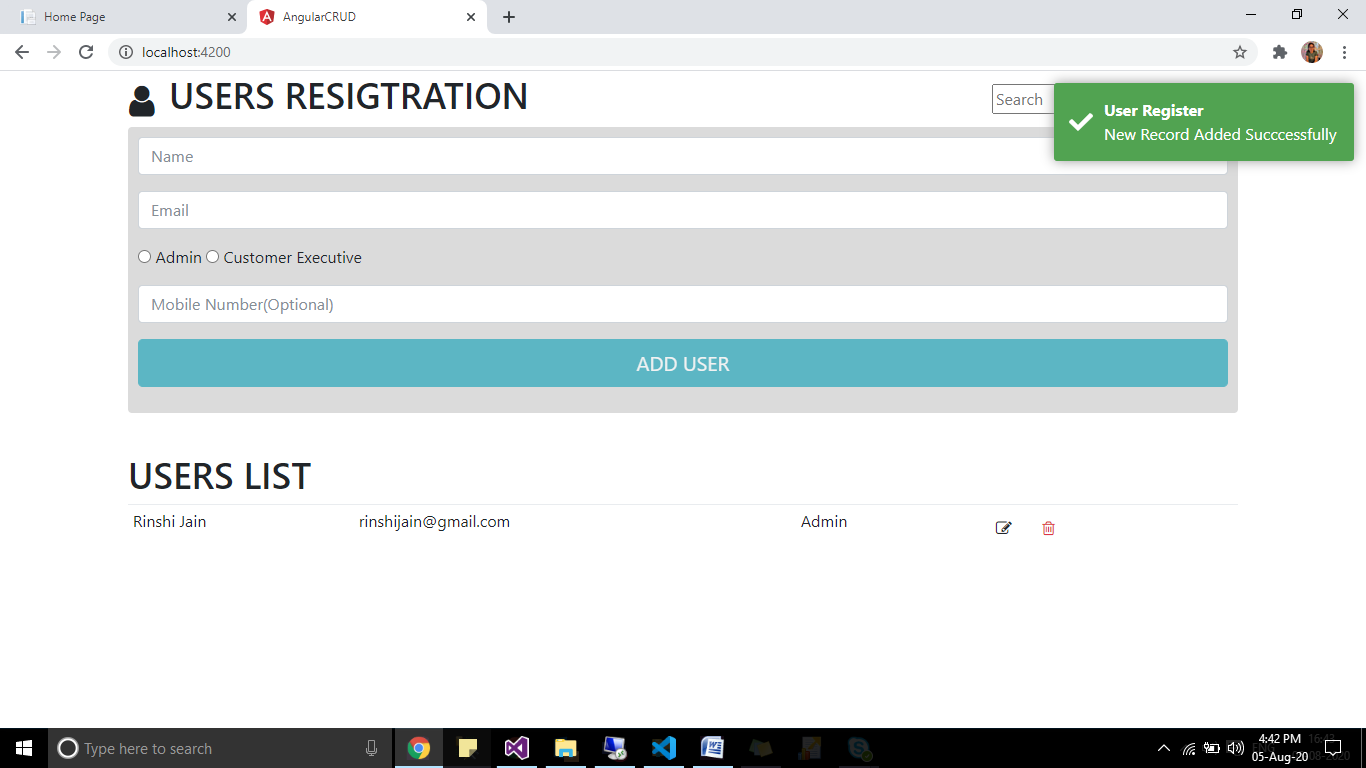 Home Page
AngularCRUD
localhost:4200
USERS RESIGTRATION
Search
User Register
New Record Added Succcessfully
Name
Email
Admin Customer Executive
Mobile Number(Optional)
ADD USER
USERS LIST
Rinshi Jain rinshijain@gmail.com Admin
Type here to search
4:42 PM
05-Aug-20